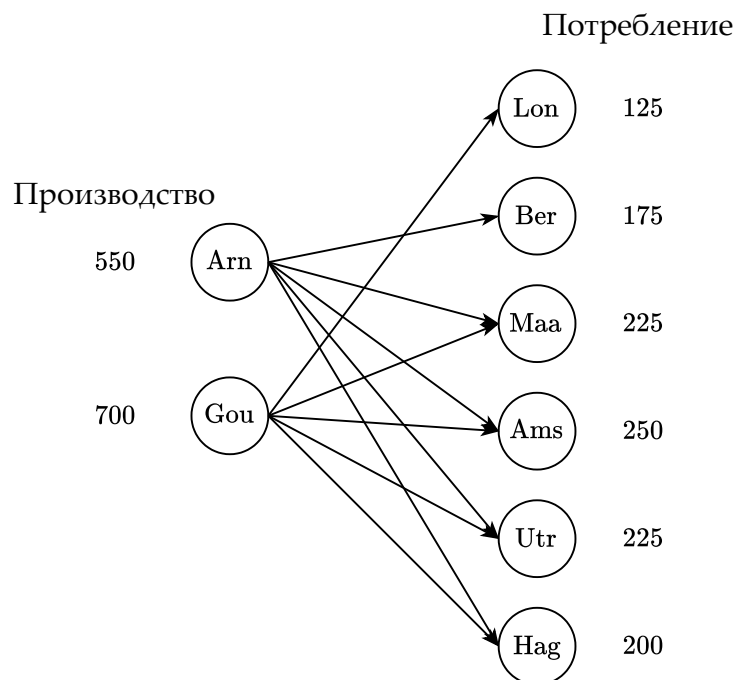 Потребление
Lon 125
Производство
Ber 175
550 Arn
Maa 225
700 Gou
Ams 250
Utr 225
Hag 200